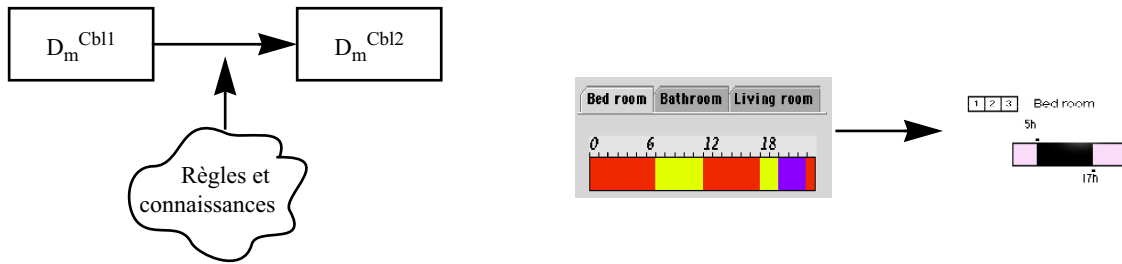 D_m^Cbl1
D_m^Cbl2
Règles et
connaissances
Bed room Bathroom Living room
0 6 12 18
1 2 3 Bed room
5h
17h